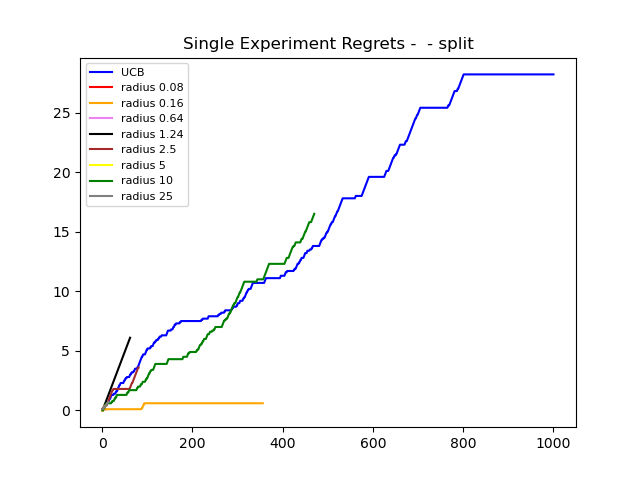 Single Experiment Regrets -  - split
UCB
radius 0.08
radius 0.16
radius 0.64
radius 1.24
radius 2.5
radius 5
radius 10
radius 25
25
20
15
10
5
0
0 200 400 600 800 1000